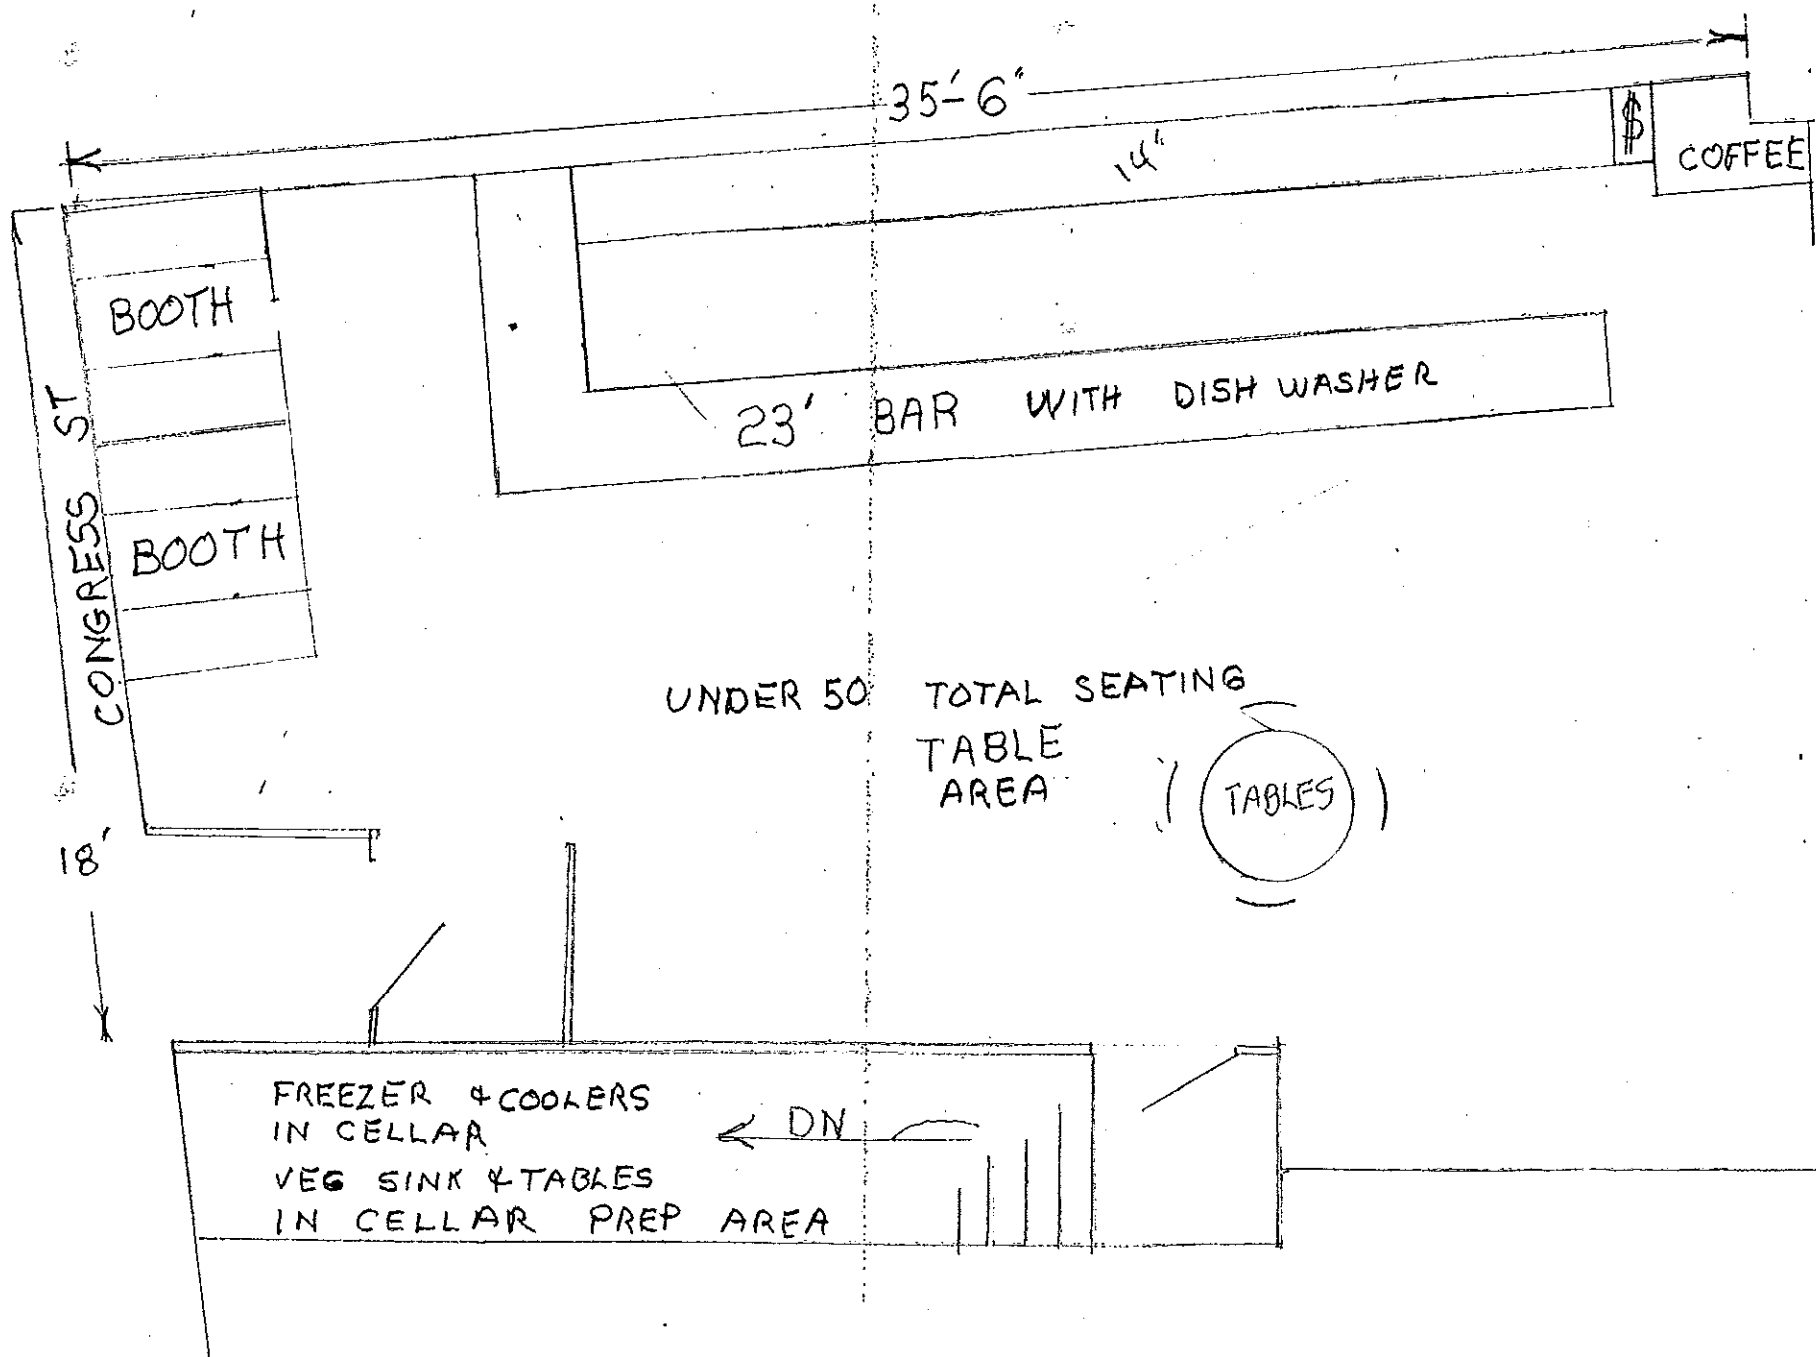 35'-6"
14"
$
COFFEE
BOOTH
23' BAR WITH DISH WASHER
CONGRESS ST
BOOTH
UNDER 50 TOTAL SEATING
TABLE
AREA
TABLES
18'
FREEZER & COOLERS
IN CELLAR
DN
VEG SINK & TABLES
IN CELLAR PREP AREA